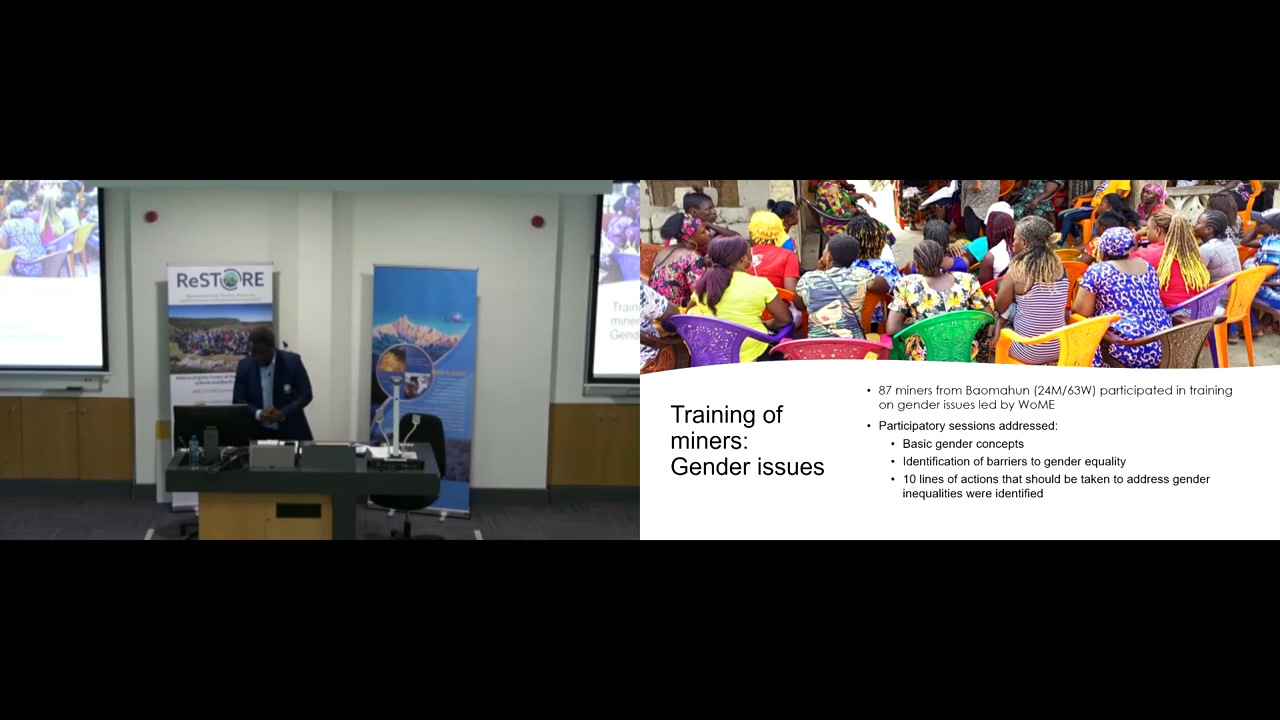 ReSTORE
Training of
miners:
Gender issues
• 87 miners from Baomahun (24M/63W) participated in training
on gender issues led by WoME
• Participatory sessions addressed:
• Basic gender concepts
• Identification of barriers to gender equality
• 10 lines of actions that should be taken to address gender
inequalities were identified